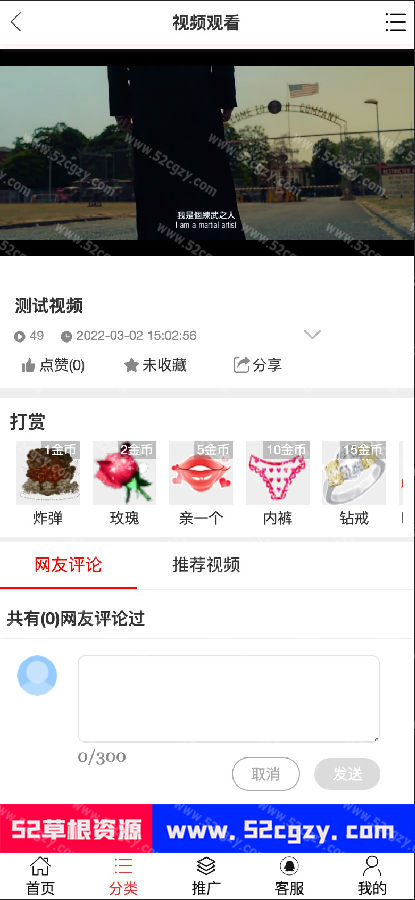 视频观看
WELCOME TO H. COMPANY
www.52cgzy.com
我是個練武之人
I am a martial artist
测试视频
49 2022-03-02 15:02:56
点赞(0) 未收藏 分享
打赏
1金币 2金币 5金币 10金币 15金币
炸弹 玫瑰 亲一个 内裤 钻戒
网友评论 推荐视频
共有(0)网友评论过
0/300
取消 发送
52草根资源 www.52cgzy.com
首页 分类 推广 客服 我的